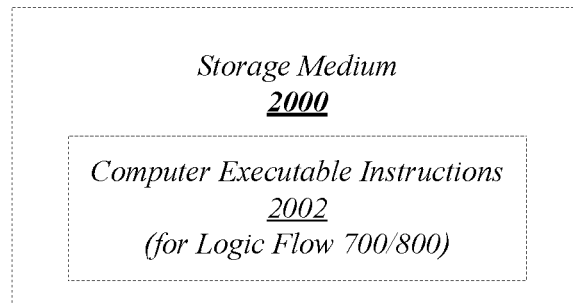 Storage Medium
2000
Computer Executable Instructions
2002
(for Logic Flow 700/800)